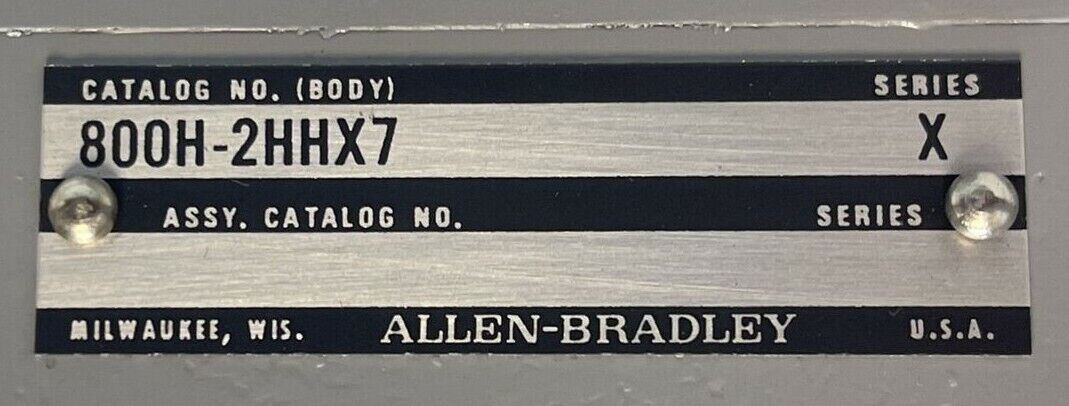 CATALOG NO. (BODY) SERIES
800H-2HHX7 X
ASSY. CATALOG NO. SERIES
MILWAUKEE, WIS. ALLEN-BRADLEY U.S.A.